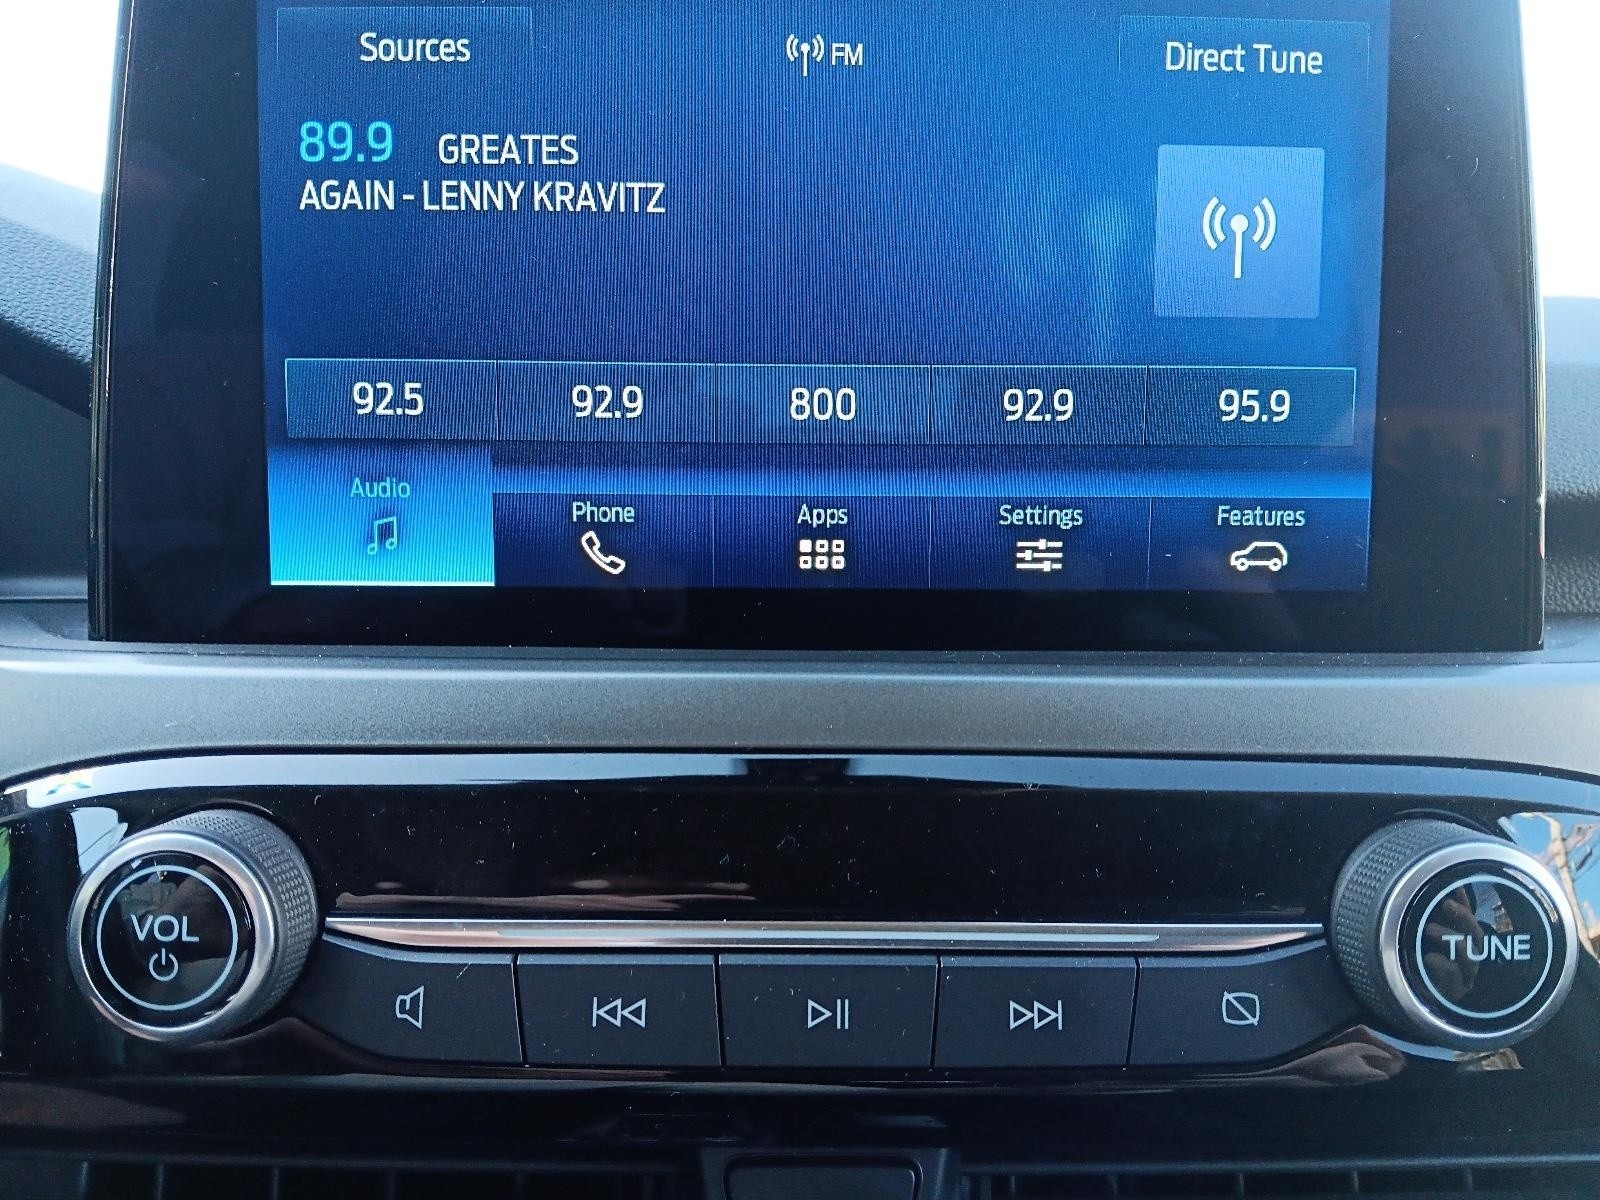 Sources
FM
Direct Tune
89.9 GREATES
AGAIN - LENNY KRAVITZ
92.5 92.9 800 92.9 95.9
Audio Phone Apps Settings Features
VOL
TUNE